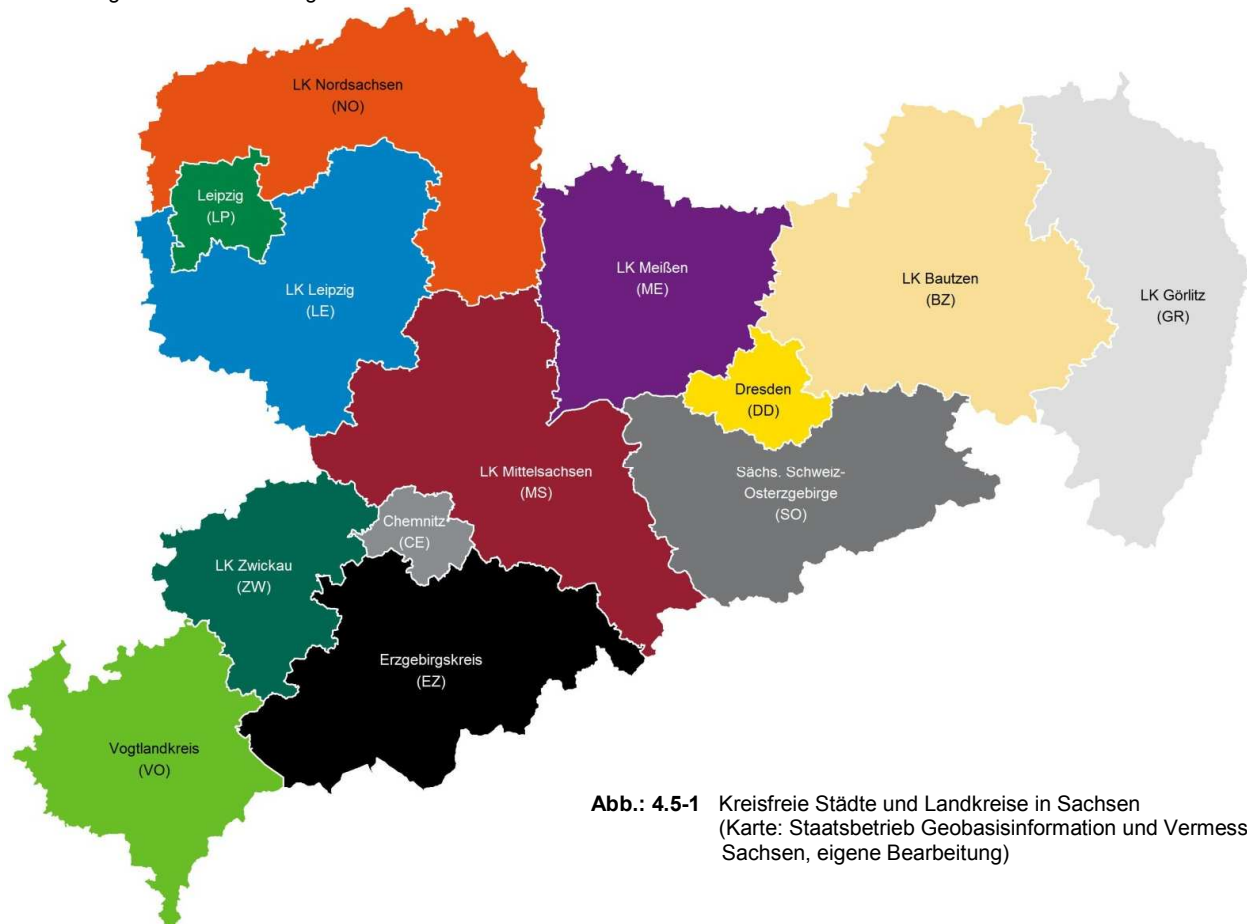 LK Nordsachsen
(NO)
Leipzig
(LP)
LK Leipzig
(LE)
LK Meißen
(ME)
LK Bautzen
(BZ)
LK Görlitz
(GR)
Dresden
(DD)
LK Mittelsachsen
(MS)
Sächs. Schweiz-
Osterzgebirge
(SO)
Chemnitz
(CE)
LK Zwickau
(ZW)
Erzgebirgskreis
(EZ)
Vogtlandkreis
(VO)
Abb.: 4.5-1 Kreisfreie Städte und Landkreise in Sachsen
(Karte: Staatsbetrieb Geobasisinformation und Vermess
Sachsen, eigene Bearbeitung)